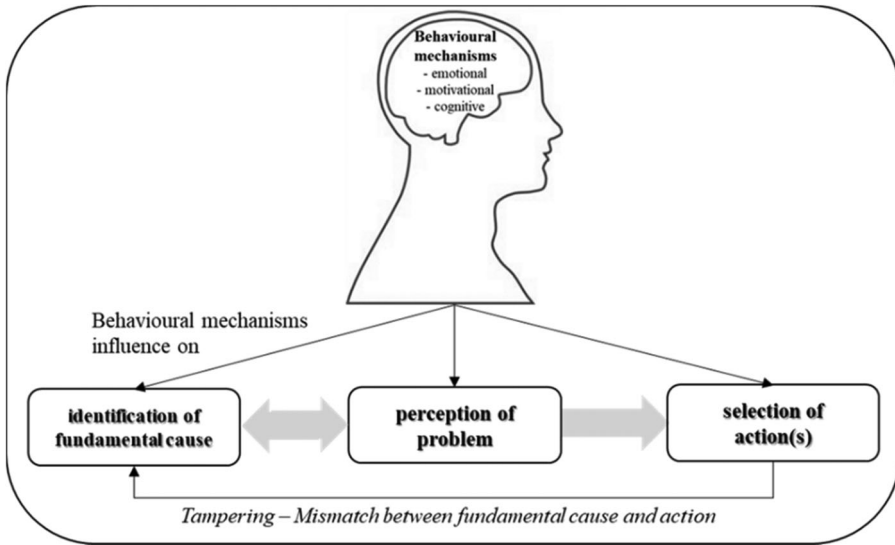 Behavioural
mechanisms
- emotional
- motivational
- cognitive
Behavioural mechanisms
influence on
identification of
fundamental cause
perception of
problem
selection of
action(s)
Tampering – Mismatch between fundamental cause and action